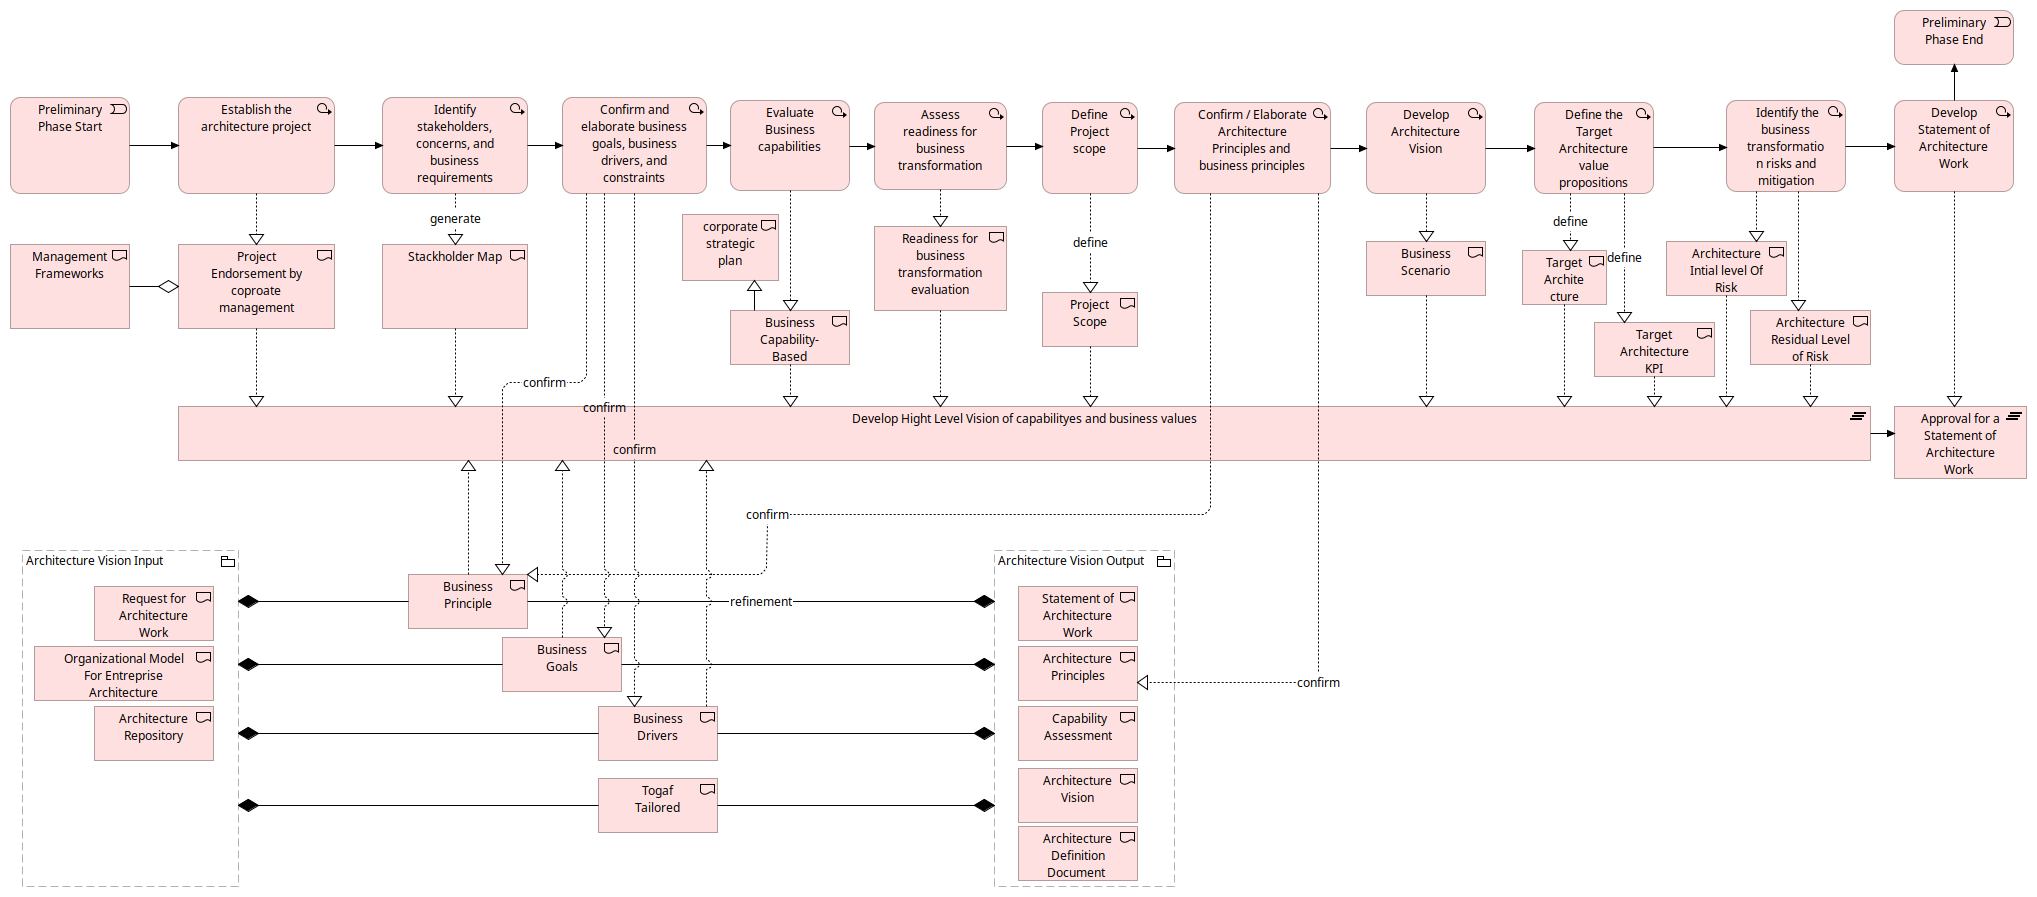 Preliminary
Phase End
Preliminary
Phase Start
Establish the
architecture project
Identify
stakeholders,
concerns, and
business
requirements
Confirm and
elaborate business
goals, business
drivers, and
constraints
Evaluate
Business
capabilities
Assess
readiness for
business
transformation
Define
Project
scope
Confirm / Elaborate
Architecture
Principles and
business principles
Develop
Architecture
Vision
Define the
Target
Architecture
value
propositions
Identify the
business
transformatio
n risks and
mitigation
Develop
Statement of
Architecture
Work
generate
define
define
define
Management
Frameworks
Project
Endorsement by
coproate
management
Stackholder Map
corporate
strategic
plan
Business
Capability-
Based
Readiness for
business
transformation
evaluation
Project
Scope
Business
Scenario
Target
Archite
cture
Target
Architecture
KPI
Architecture
Intial level Of
Risk
Architecture
Residual Level
of Risk
confirm
confirm
confirm
Develop Hight Level Vision of capabilityes and business values
Approval for a
Statement of
Architecture
Work
confirm
Architecture Vision Input
Request for
Architecture
Work
Organizational Model
For Entreprise
Architecture
Architecture
Repository
Business
Principle
refinement
Business
Goals
Business
Drivers
Togaf
Tailored
Architecture Vision Output
Statement of
Architecture
Work
Architecture
Principles
confirm
Capability
Assessment
Architecture
Vision
Architecture
Definition
Document